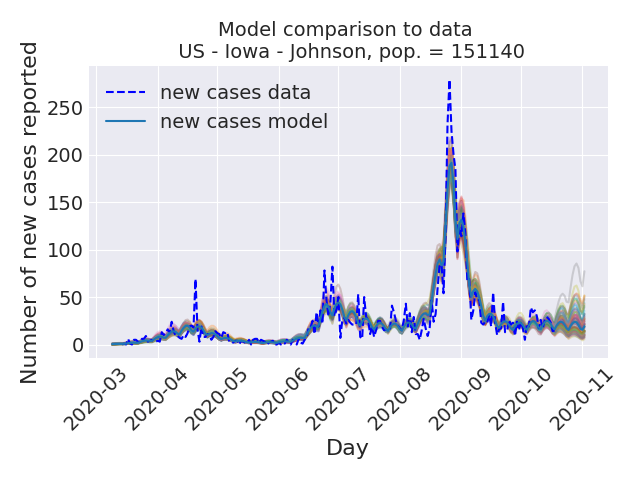 Model comparison to data
US - Iowa - Johnson, pop. = 151140
Number of new cases reported
new cases data
new cases model
250
200
150
100
50
0
2020-03
2020-04
2020-05
2020-06
2020-07
2020-08
2020-09
2020-10
2020-11
Day